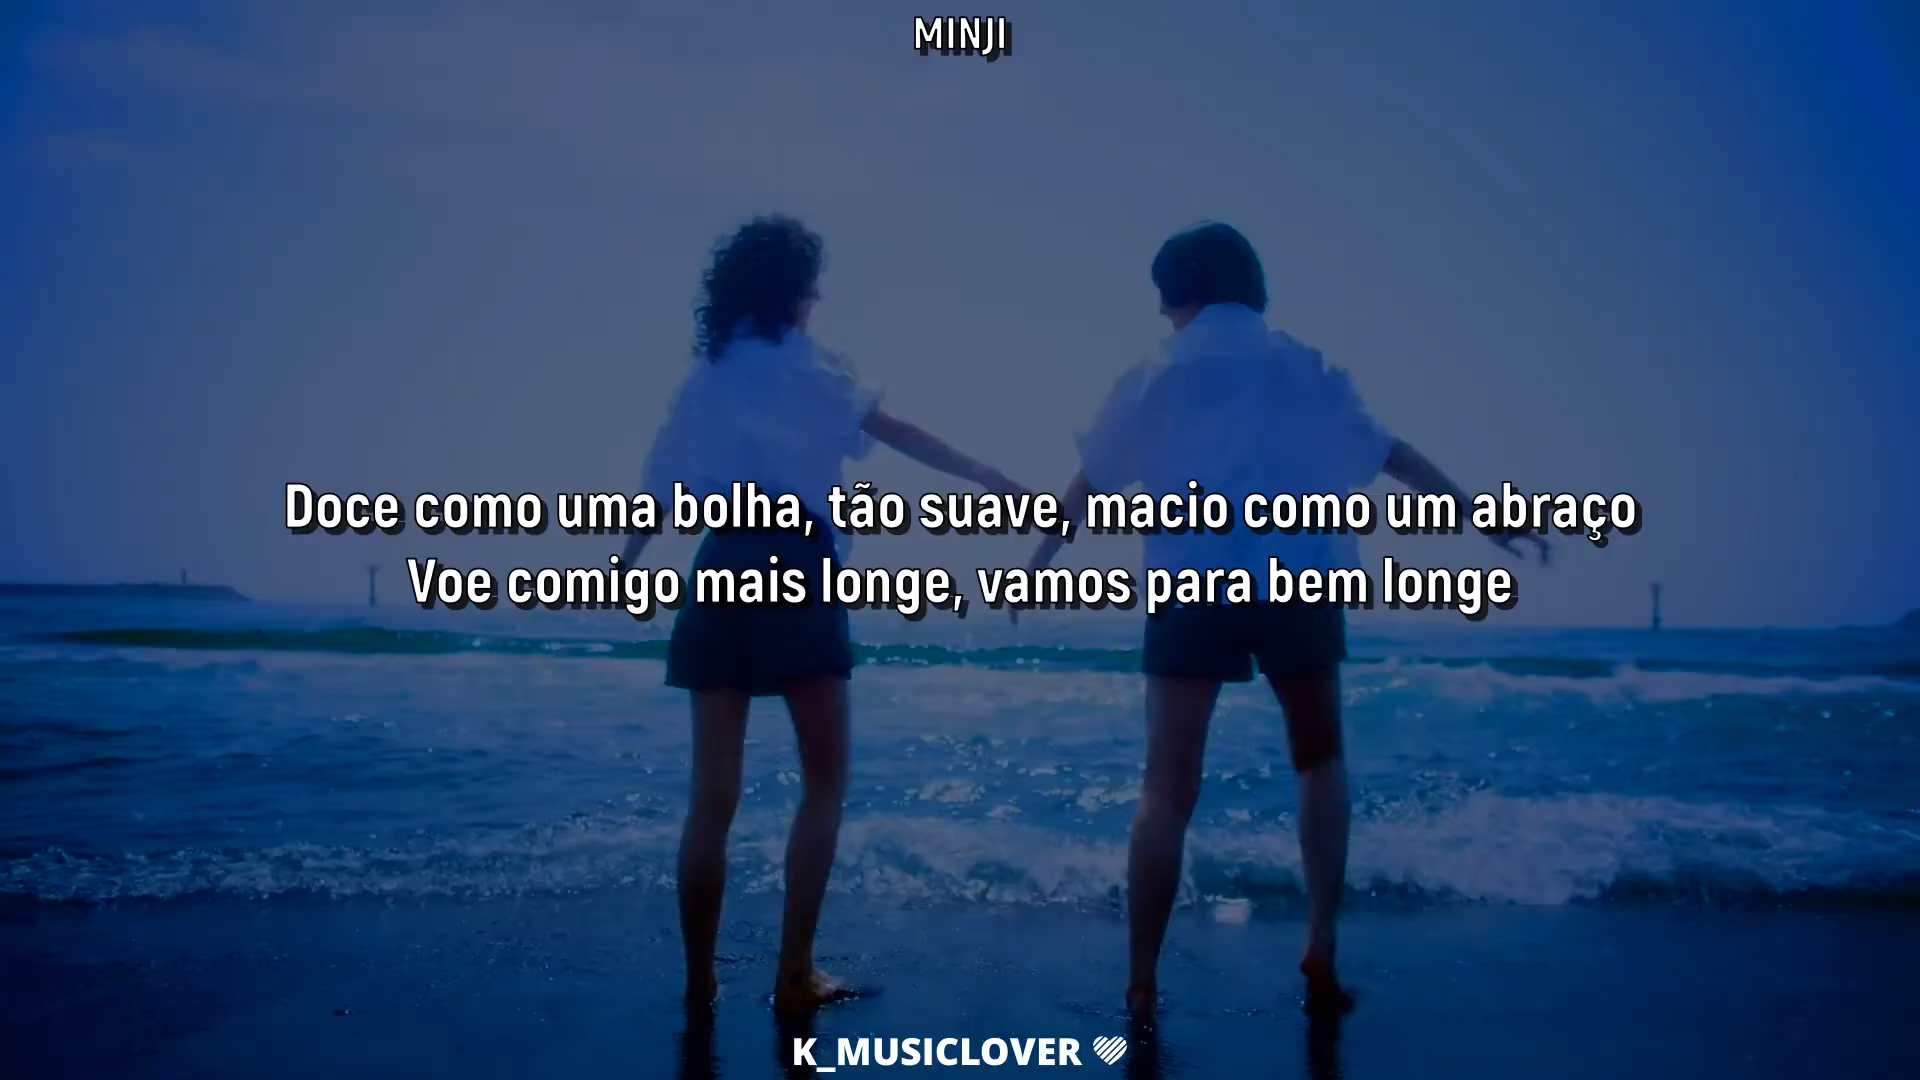 MINJI
Doce como uma bolha, tão suave, macio como um abraço
Voe comigo mais longe, vamos para bem longe
K_MUSICLOVER